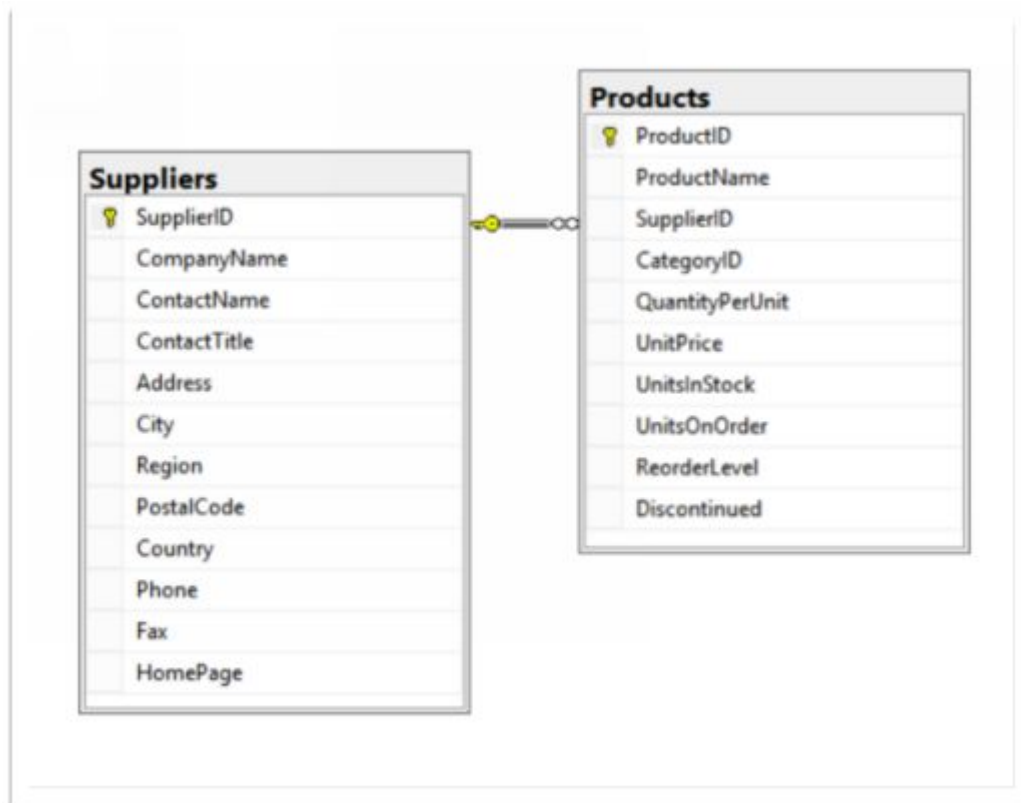 Suppliers
SupplierID
CompanyName
ContactName
ContactTitle
Address
City
Region
PostalCode
Country
Phone
Fax
HomePage
Products
ProductID
ProductName
SupplierID
CategoryID
QuantityPerUnit
UnitPrice
UnitsInStock
UnitsOnOrder
ReorderLevel
Discontinued